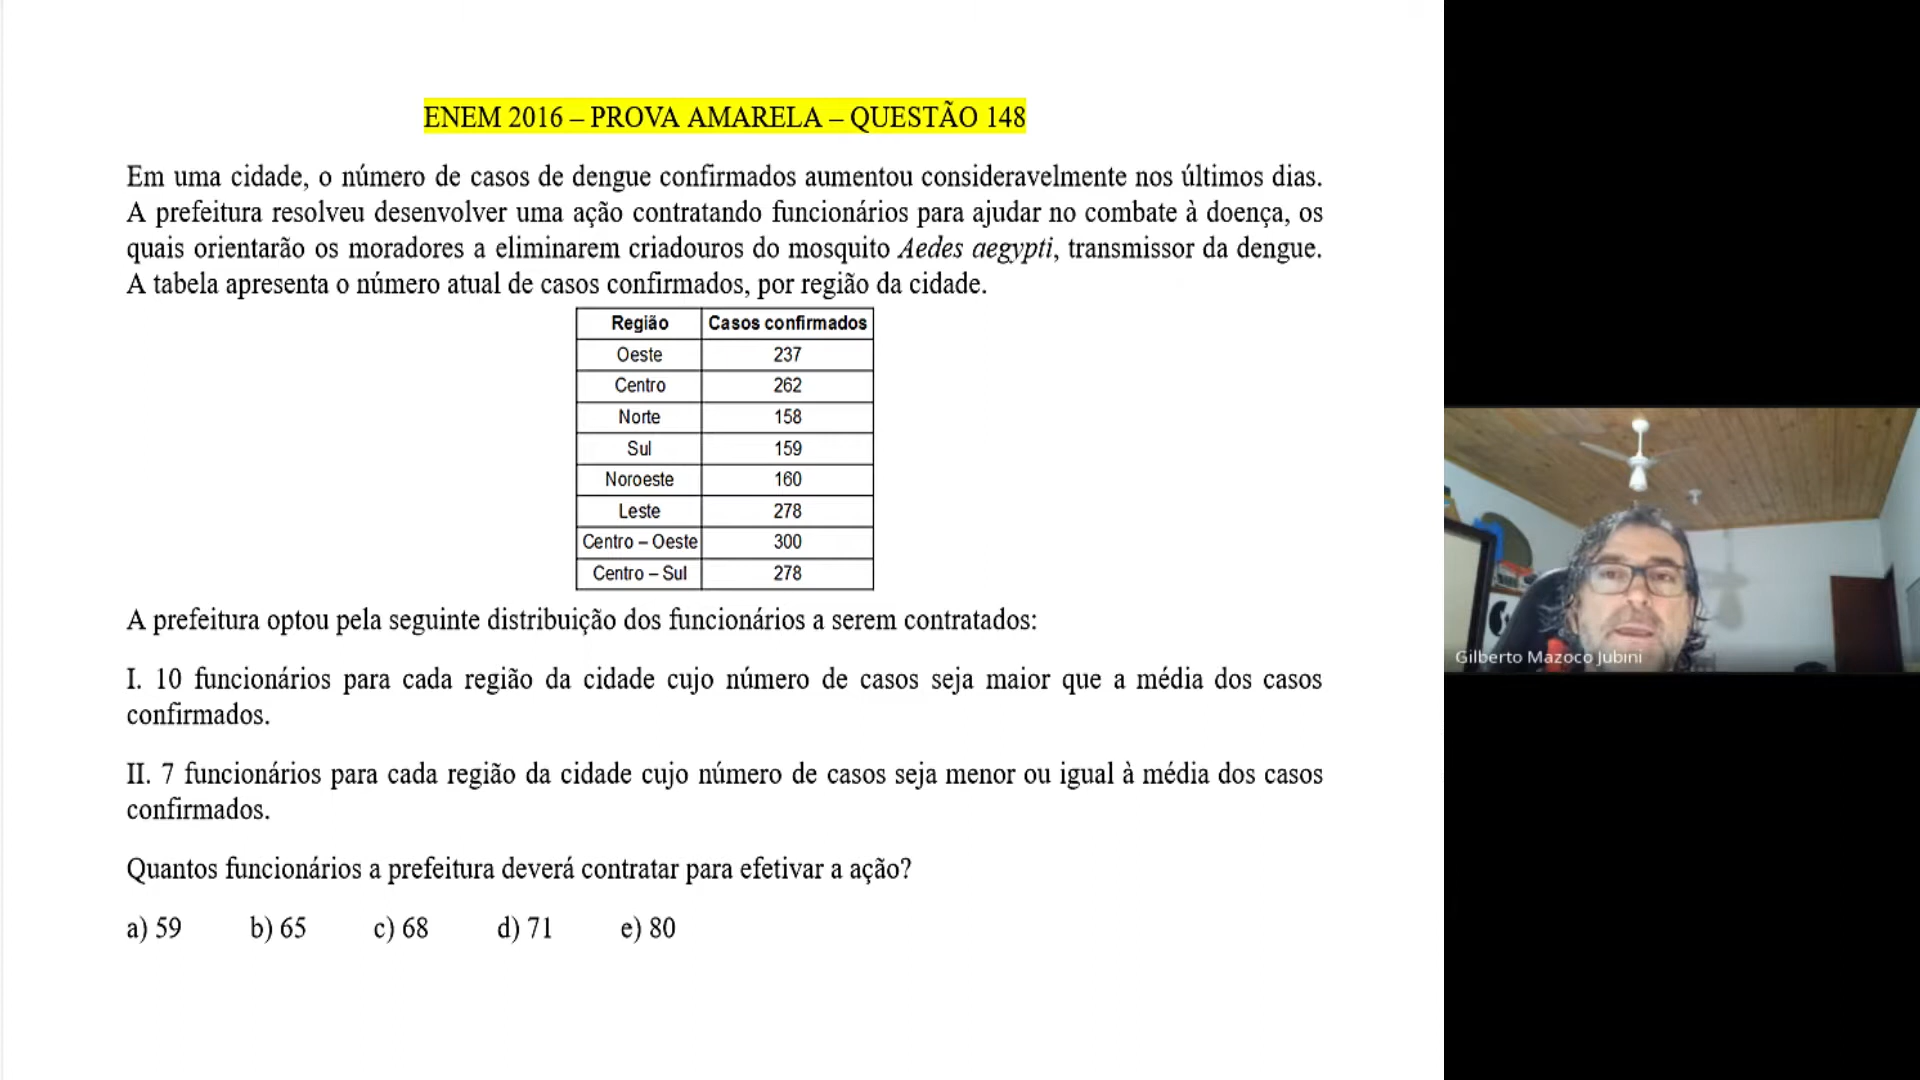 ENEM 2016 – PROVA AMARELA – QUESTÃO 148
Em uma cidade, o número de casos de dengue confirmados aumentou consideravelmente nos últimos dias.
A prefeitura resolveu desenvolver uma ação contratando funcionários para ajudar no combate à doença, os
quais orientarão os moradores a eliminarem criadouros do mosquito Aedes aegypti, transmissor da dengue.
A tabela apresenta o número atual de casos confirmados, por região da cidade.
Região Casos confirmados
Oeste 237
Centro 262
Norte 158
Sul 159
Noroeste 160
Leste 278
Centro – Oeste 300
Centro – Sul 278
A prefeitura optou pela seguinte distribuição dos funcionários a serem contratados:
I. 10 funcionários para cada região da cidade cujo número de casos seja maior que a média dos casos
confirmados.
II. 7 funcionários para cada região da cidade cujo número de casos seja menor ou igual à média dos casos
confirmados.
Quantos funcionários a prefeitura deverá contratar para efetivar a ação?
a) 59 b) 65 c) 68 d) 71 e) 80
Gilberto Mazoco Jubini